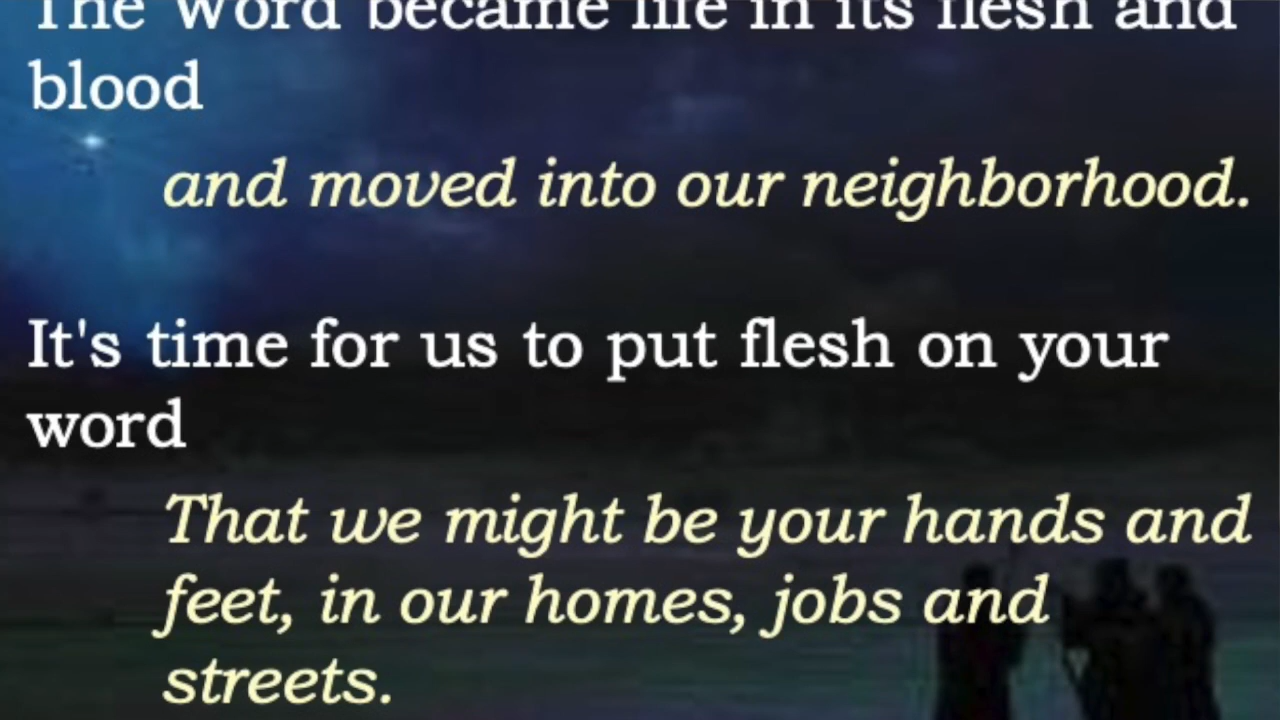 The Word became life in its flesh and
blood
and moved into our neighborhood.
It's time for us to put flesh on your
word
That we might be your hands and
feet, in our homes, jobs and
streets.